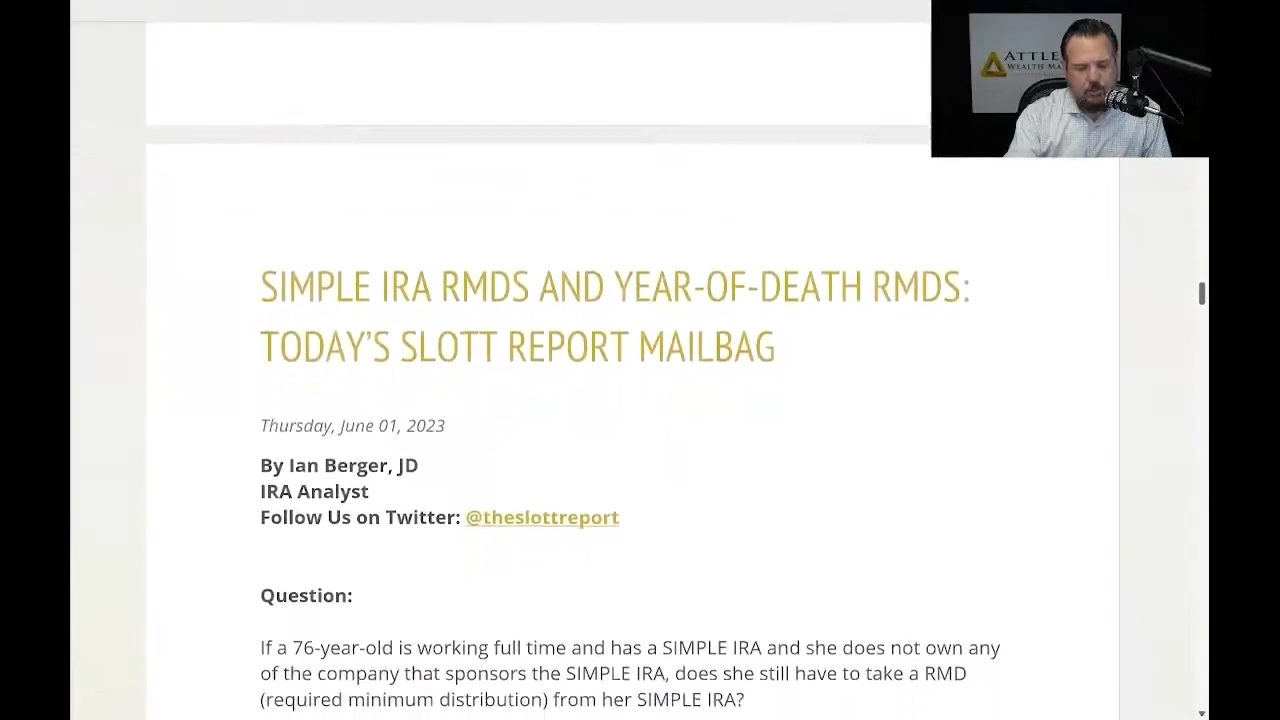 ATTLE
WEALTH MA
SIMPLE IRA RMDS AND YEAR-OF-DEATH RMDS:
TODAY'S SLOTT REPORT MAILBAG
Thursday, June 01, 2023
By Ian Berger, JD
IRA Analyst
Follow Us on Twitter: @theslottreport
Question:
If a 76-year-old is working full time and has a SIMPLE IRA and she does not own any
of the company that sponsors the SIMPLE IRA, does she still have to take a RMD
(required minimum distribution) from her SIMPLE IRA?